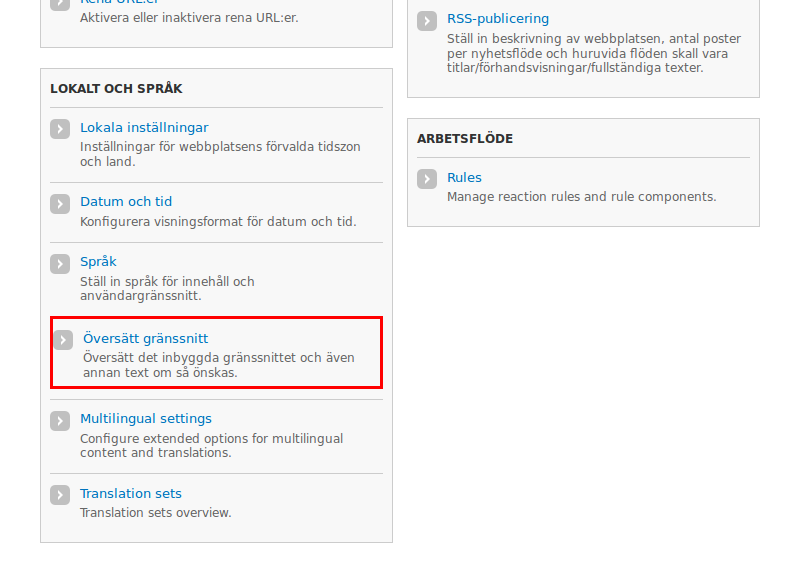 Rena URL:er
Aktivera eller inaktivera rena URL:er.
LOKALT OCH SPRÅK
Lokala inställningar
Inställningar för webbplatsens förvalda tidszon
och land.
Datum och tid
Konfigurera visningsformat för datum och tid.
Språk
Ställ in språk för innehåll och
användargränssnitt.
Översätt gränssnitt
Översätt det inbyggda gränssnittet och även
annan text om så önskas.
Multilingual settings
Configure extended options for multilingual
content and translations.
Translation sets
Translation sets overview.
RSS-publicering
Ställ in beskrivning av webbplatsen, antal poster
per nyhetsflöde och huruvida flöden skall vara
titlar/förhandsvisningar/fullständiga texter.
ARBETSFLÖDE
Rules
Manage reaction rules and rule components.